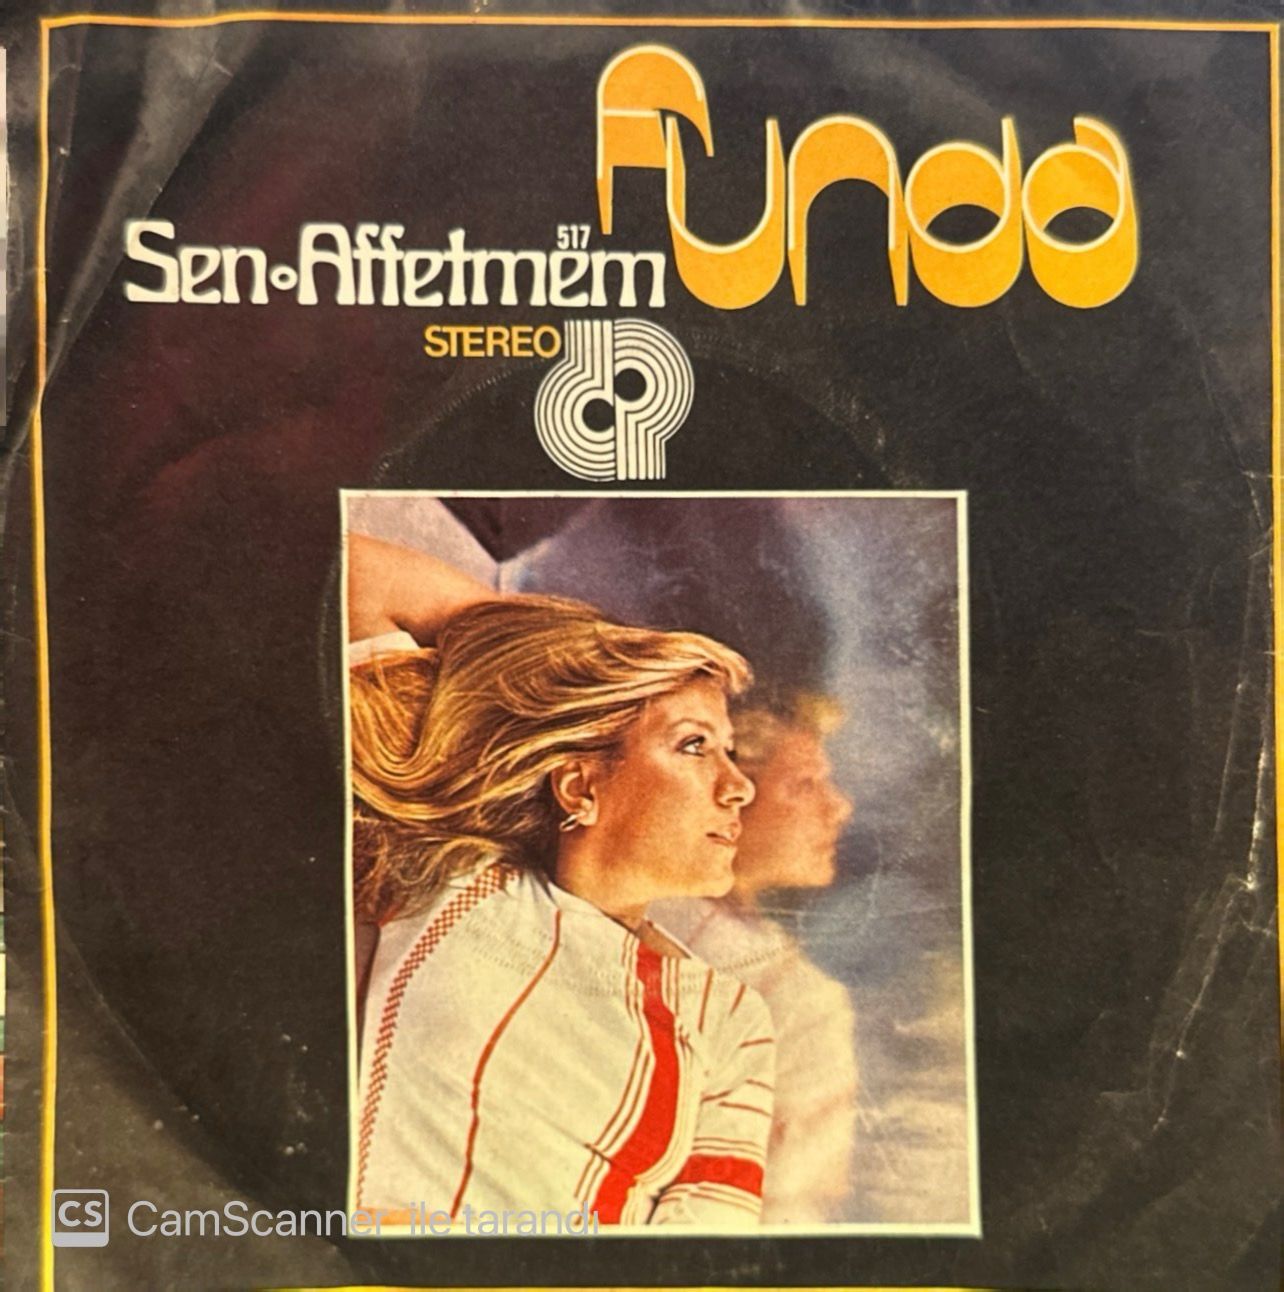 Funda
517
Sen • Affetmem
STEREO
CS CamScanner ile tarandı